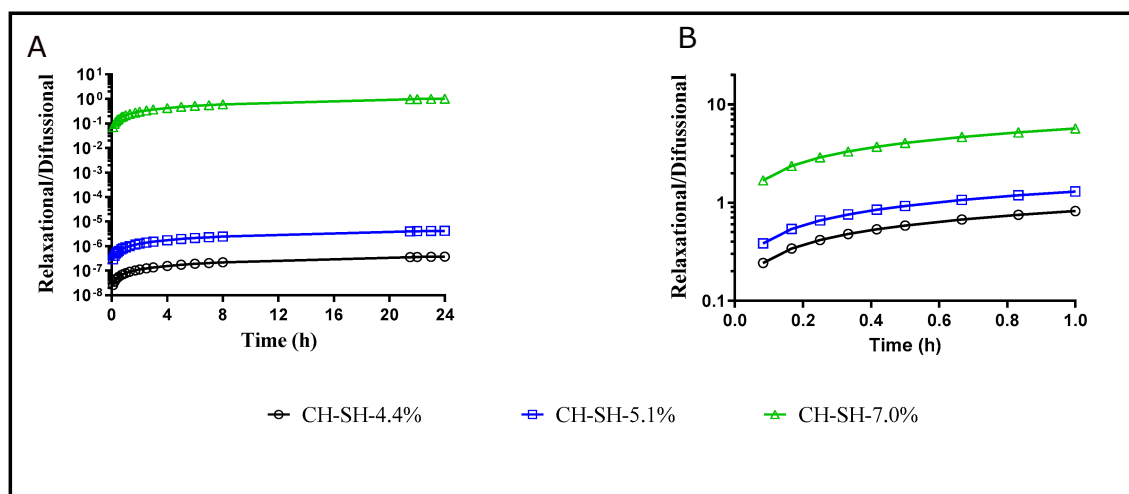 A
Relaxational/Difussional
10^1
10^0
10^-1
10^-2
10^-3
10^-4
10^-5
10^-6
10^-7
10^-8
0 4 8 12 16 20 24
Time (h)
B
Relaxational/Difussional
10
1
0.1
0.0 0.2 0.4 0.6 0.8 1.0
Time (h)
CH-SH-4.4% CH-SH-5.1% CH-SH-7.0%